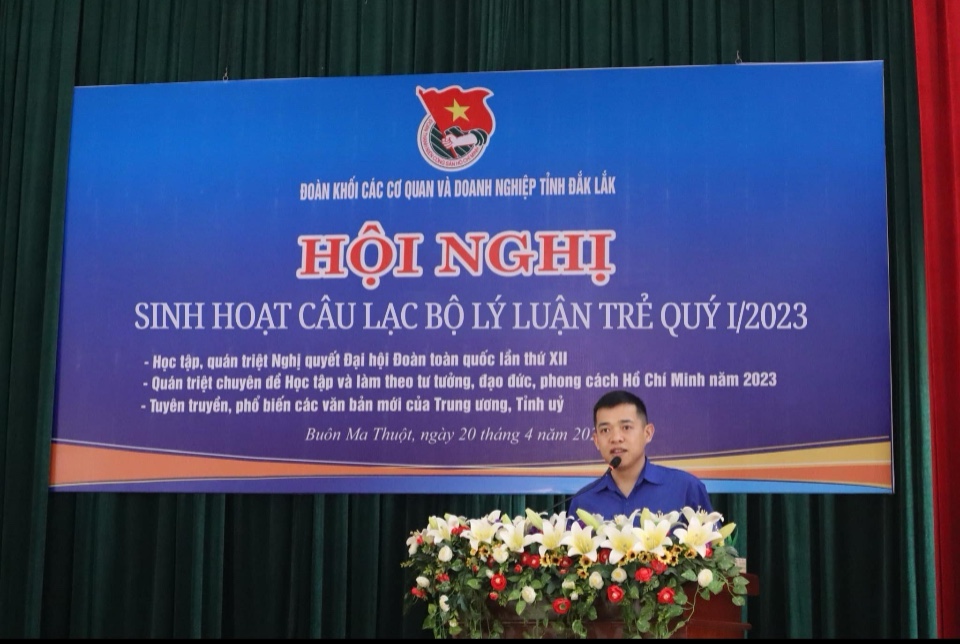 ĐOÀN KHỐI CÁC CƠ QUAN VÀ DOANH NGHIỆP TỈNH ĐẮK LẮK
HỘI NGHỊ
SINH HOẠT CÂU LẠC BỘ LÝ LUẬN TRẺ QUÝ I/2023
- Học tập, quán triệt Nghị quyết Đại hội Đoàn toàn quốc lần thứ XII
- Quán triệt chuyên đề Học tập và làm theo tư tưởng, đạo đức, phong cách Hồ Chí Minh năm 2023
- Tuyên truyền, phổ biến các văn bản mới của Trung ương, Tỉnh uỷ
Buôn Ma Thuột, ngày 20 tháng 4 năm